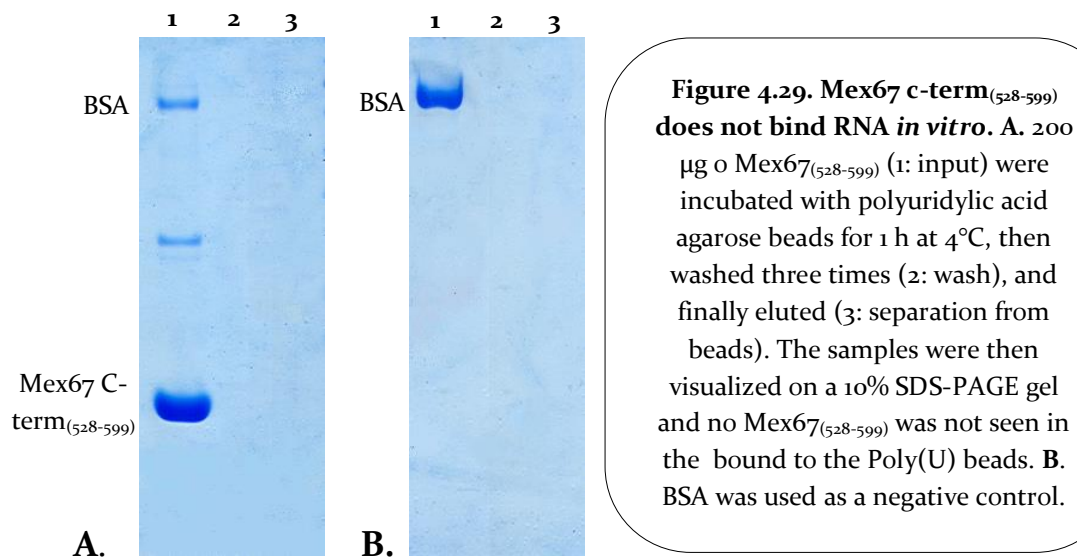 1 2 3
BSA
Mex67 C-
term(528-599)
A.
1 2 3
BSA
B.
Figure 4.29. Mex67 c-term(528-599)
does not bind RNA in vitro. A. 200
µg o Mex67(528-599) (1: input) were
incubated with polyuridylic acid
agarose beads for 1 h at 4°C, then
washed three times (2: wash), and
finally eluted (3: separation from
beads). The samples were then
visualized on a 10% SDS-PAGE gel
and no Mex67(528-599) was not seen in
the bound to the Poly(U) beads. B.
BSA was used as a negative control.